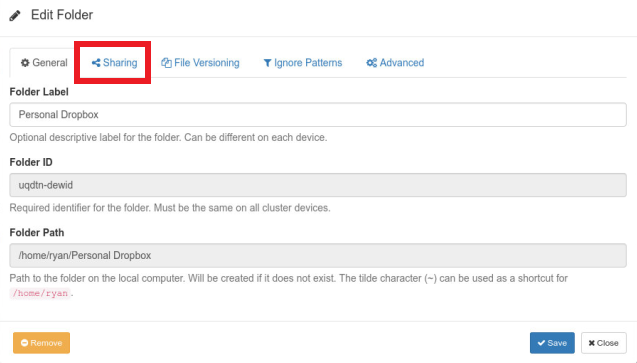 Edit Folder
General Sharing File Versioning Ignore Patterns Advanced
Folder Label
Personal Dropbox
Optional descriptive label for the folder. Can be different on each device.
Folder ID
uqdtn-dewid
Required identifier for the folder. Must be the same on all cluster devices.
Folder Path
/home/ryan/Personal Dropbox
Path to the folder on the local computer. Will be created if it does not exist. The tilde character (~) can be used as a shortcut for
/home/ryan.
Remove Save Close